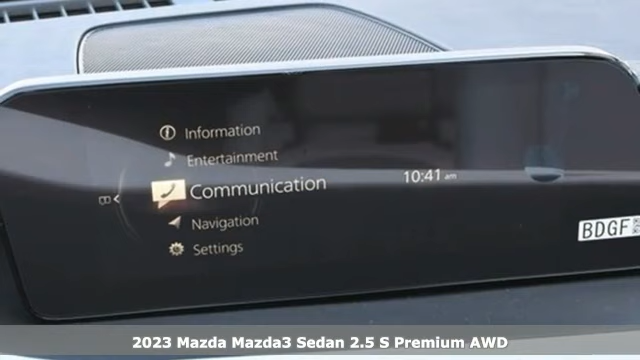 Information
Entertainment
Communication
10:41 am
Navigation
BDGF
Settings
2023 Mazda Mazda3 Sedan 2.5 S Premium AWD